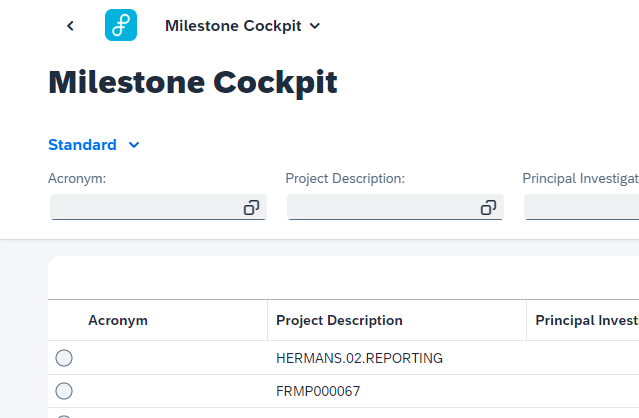 Milestone Cockpit
Milestone Cockpit
Standard
Acronym: Project Description: Principal Investigat
Acronym Project Description Principal Invest
HERMANS.02.REPORTING
FRMP000067